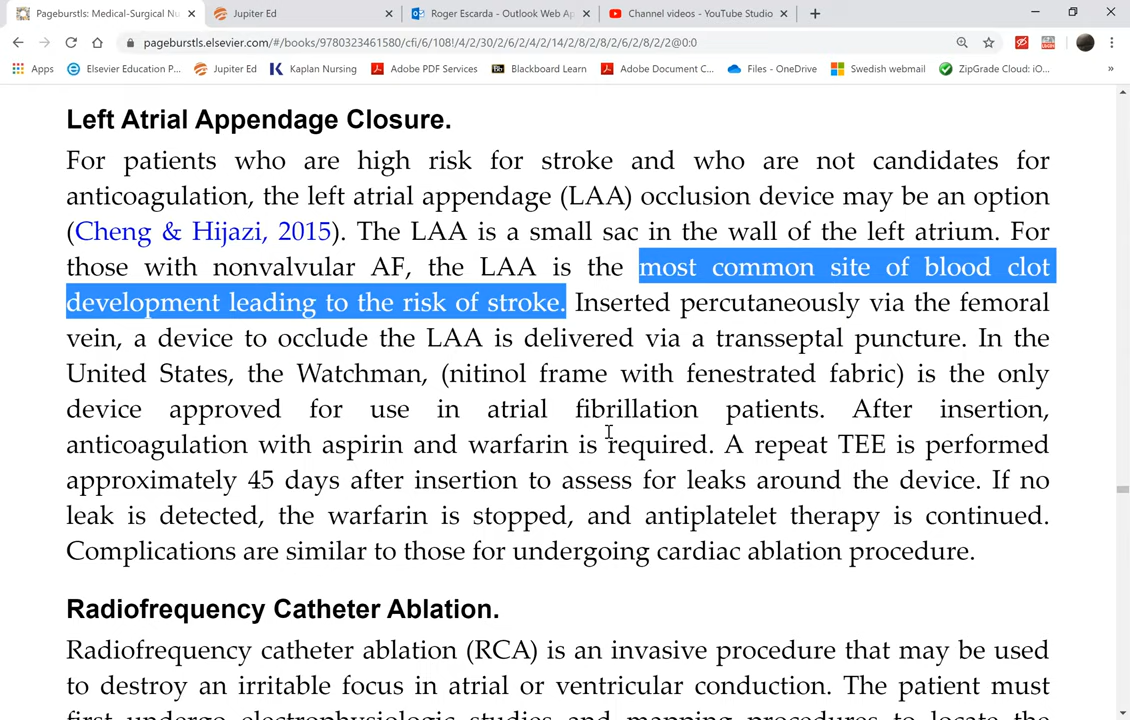 Pageburstls: Medical-Surgical Nu
Jupiter Ed
Roger Escarda - Outlook Web Ap
Channel videos - YouTube Studio
pageburstls.elsevier.com/#/books/9780323461580/cfi/6/108!/4/2/30/2/6/2/4/2/14/2/8/2/8/2/6/2/8/2/2@0:0
Apps Elsevier Education P... Jupiter Ed Kaplan Nursing Adobe PDF Services Blackboard Learn Adobe Document C... Files - OneDrive Swedish webmail ZipGrade Cloud: iO... »
Left Atrial Appendage Closure.
For patients who are high risk for stroke and who are not candidates for
anticoagulation, the left atrial appendage (LAA) occlusion device may be an option
(Cheng & Hijazi, 2015). The LAA is a small sac in the wall of the left atrium. For
those with nonvalvular AF, the LAA is the most common site of blood clot
development leading to the risk of stroke. Inserted percutaneously via the femoral
vein, a device to occlude the LAA is delivered via a transseptal puncture. In the
United States, the Watchman, (nitinol frame with fenestrated fabric) is the only
device approved for use in atrial fibrillation patients. After insertion,
anticoagulation with aspirin and warfarin is required. A repeat TEE is performed
approximately 45 days after insertion to assess for leaks around the device. If no
leak is detected, the warfarin is stopped, and antiplatelet therapy is continued.
Complications are similar to those for undergoing cardiac ablation procedure.
Radiofrequency Catheter Ablation.
Radiofrequency catheter ablation (RCA) is an invasive procedure that may be used
to destroy an irritable focus in atrial or ventricular conduction. The patient must
first undergo electrophysiologic studies and mapping procedures to locate the